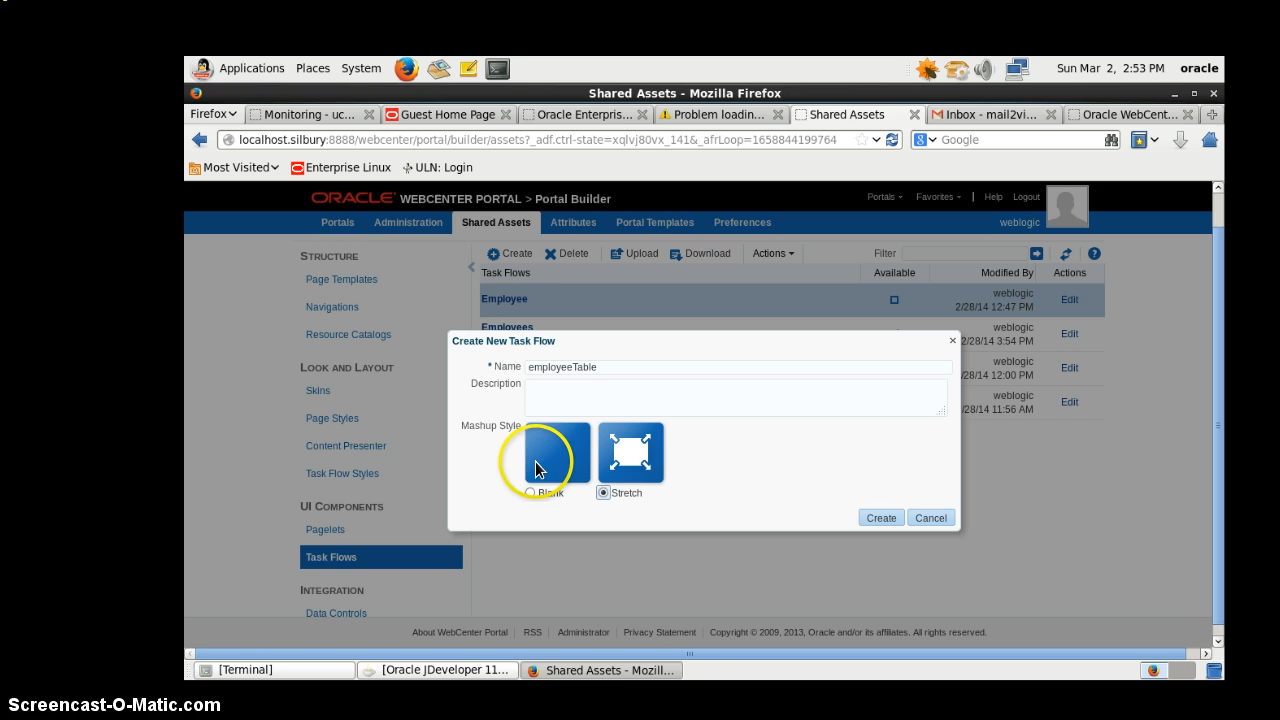 Applications Places System Sun Mar 2, 2:53 PM oracle
Shared Assets - Mozilla Firefox
Firefox Monitoring - uc... Guest Home Page Oracle Enterpris... Problem loadin... Shared Assets Inbox - mail2vi... Oracle WebCent...
localhost.silbury:8888/webcenter/portal/builder/assets?_adf.ctrl-state=xqlvj80vx_141&_afrLoop=1658844199764 Google
Most Visited Enterprise Linux ULN: Login
ORACLE WEBCENTER PORTAL > Portal Builder Portals Favorites Help Logout
Portals Administration Shared Assets Attributes Portal Templates Preferences weblogic
STRUCTURE
Page Templates
Navigations
Resource Catalogs
LOOK AND LAYOUT
Skins
Page Styles
Content Presenter
Task Flow Styles
UI COMPONENTS
Pagelets
Task Flows
INTEGRATION
Data Controls
Create Delete Upload Download Actions Filter
Task Flows Available Modified By Actions
Employee weblogic 2/28/14 12:47 PM Edit
Employees weblogic 2/28/14 3:54 PM Edit
weblogic /28/14 12:00 PM Edit
weblogic /28/14 11:56 AM Edit
Create New Task Flow
* Name employeeTable
Description
Mashup Style
Blank Stretch
Create Cancel
About WebCenter Portal | RSS | Administrator | Privacy Statement | Copyright © 2009, 2013, Oracle and/or its affiliates. All rights reserved.
[Terminal] [Oracle JDeveloper 11... Shared Assets - Mozill...
Screencast-O-Matic.com